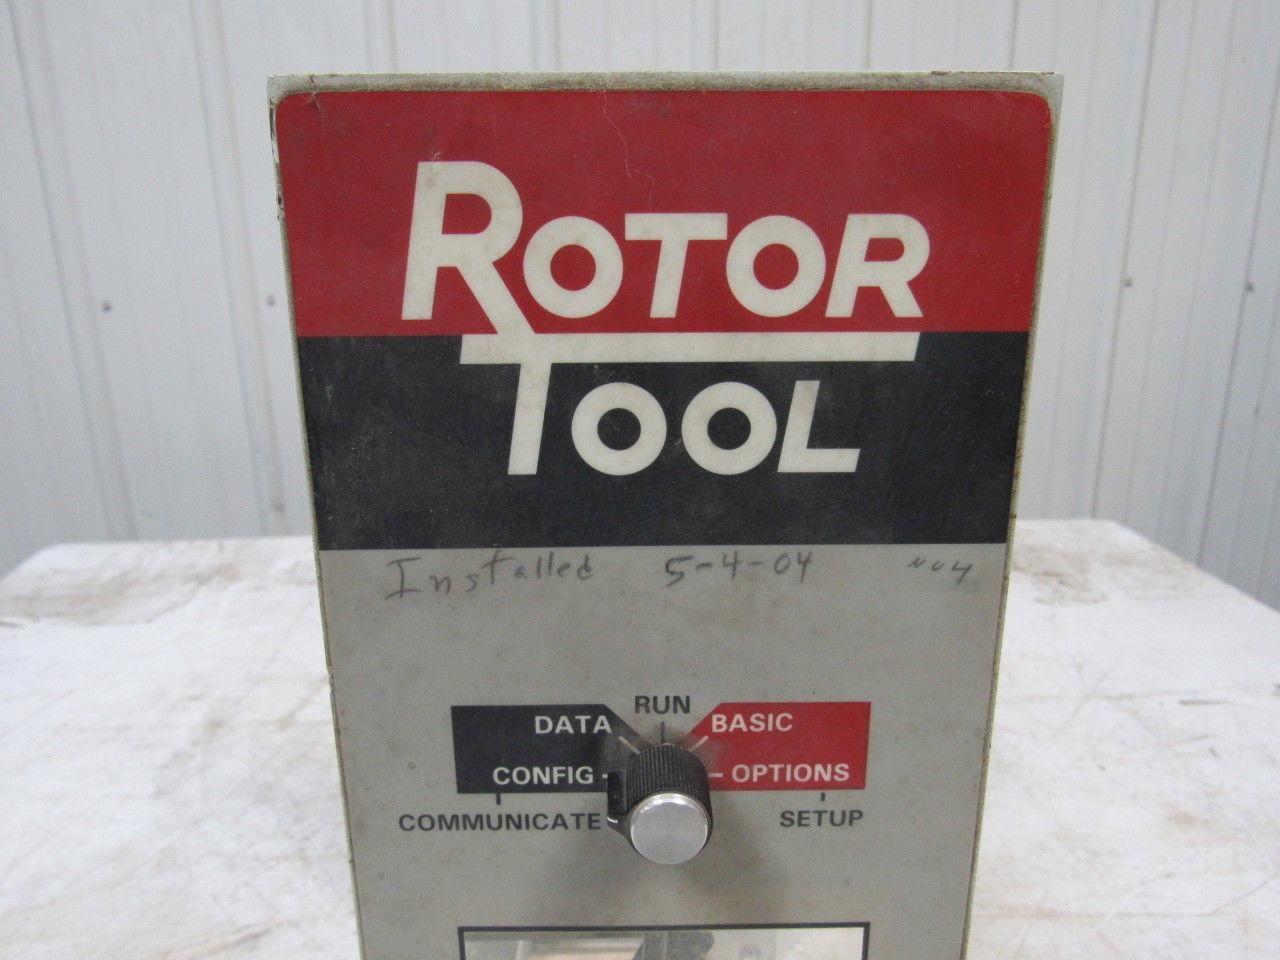 ROTOR
TOOL
Installed 5-4-04
RUN
DATA BASIC
CONFIG OPTIONS
COMMUNICATE SETUP